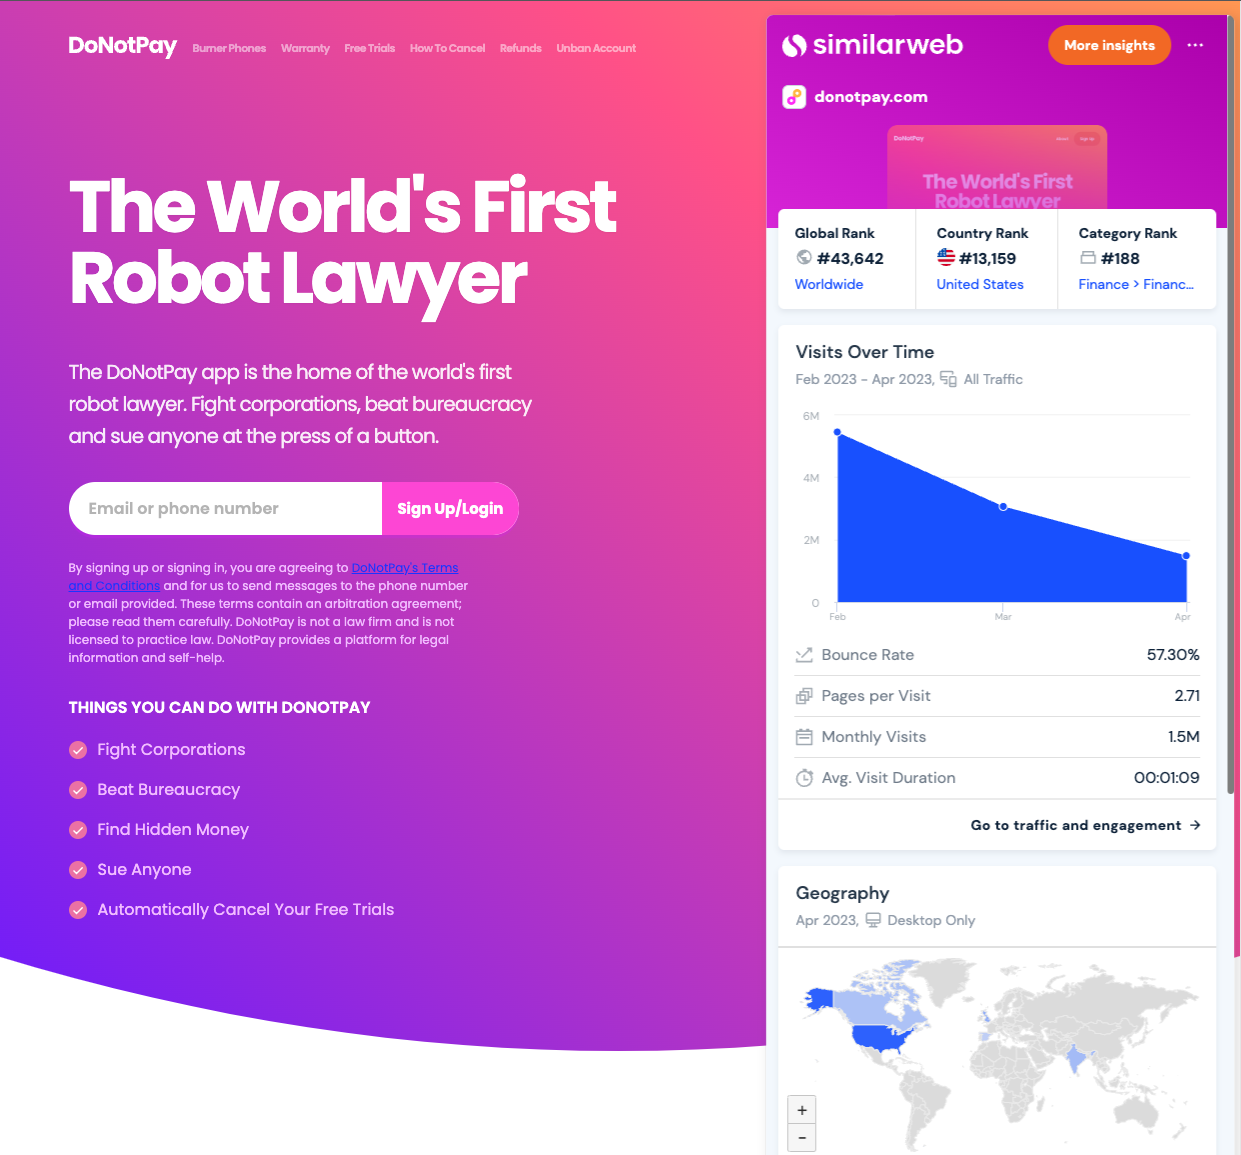 DoNotPay
Burner Phones Warranty Free Trials How To Cancel Refunds Unban Account
The World's First
Robot Lawyer
The DoNotPay app is the home of the world's first
robot lawyer. Fight corporations, beat bureaucracy
and sue anyone at the press of a button.
Email or phone number
Sign Up/Login
By signing up or signing in, you are agreeing to DoNotPay's Terms
and Conditions and for us to send messages to the phone number
or email provided. These terms contain an arbitration agreement;
please read them carefully. DoNotPay is not a law firm and is not
licensed to practice law. DoNotPay provides a platform for legal
information and self-help.
THINGS YOU CAN DO WITH DONOTPAY
Fight Corporations
Beat Bureaucracy
Find Hidden Money
Sue Anyone
Automatically Cancel Your Free Trials
similarweb
More insights
donotpay.com
DoNotPay
The World's First
Robot Lawyer
Global Rank
#43,642
Worldwide
Country Rank
#13,159
United States
Category Rank
#188
Finance > Financ...
Visits Over Time
Feb 2023 - Apr 2023, All Traffic
6M
4M
2M
0
Feb Mar Apr
Bounce Rate 57.30%
Pages per Visit 2.71
Monthly Visits 1.5M
Avg. Visit Duration 00:01:09
Go to traffic and engagement →
Geography
Apr 2023, Desktop Only
+
-